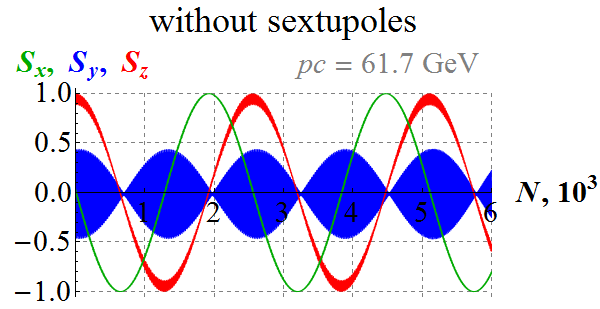 without sextupoles
Sx, Sy, Sz
pc = 61.7 GeV
1.0
0.5
0.0
−0.5
−1.0
1 2 3 4 5 6
N, 10³